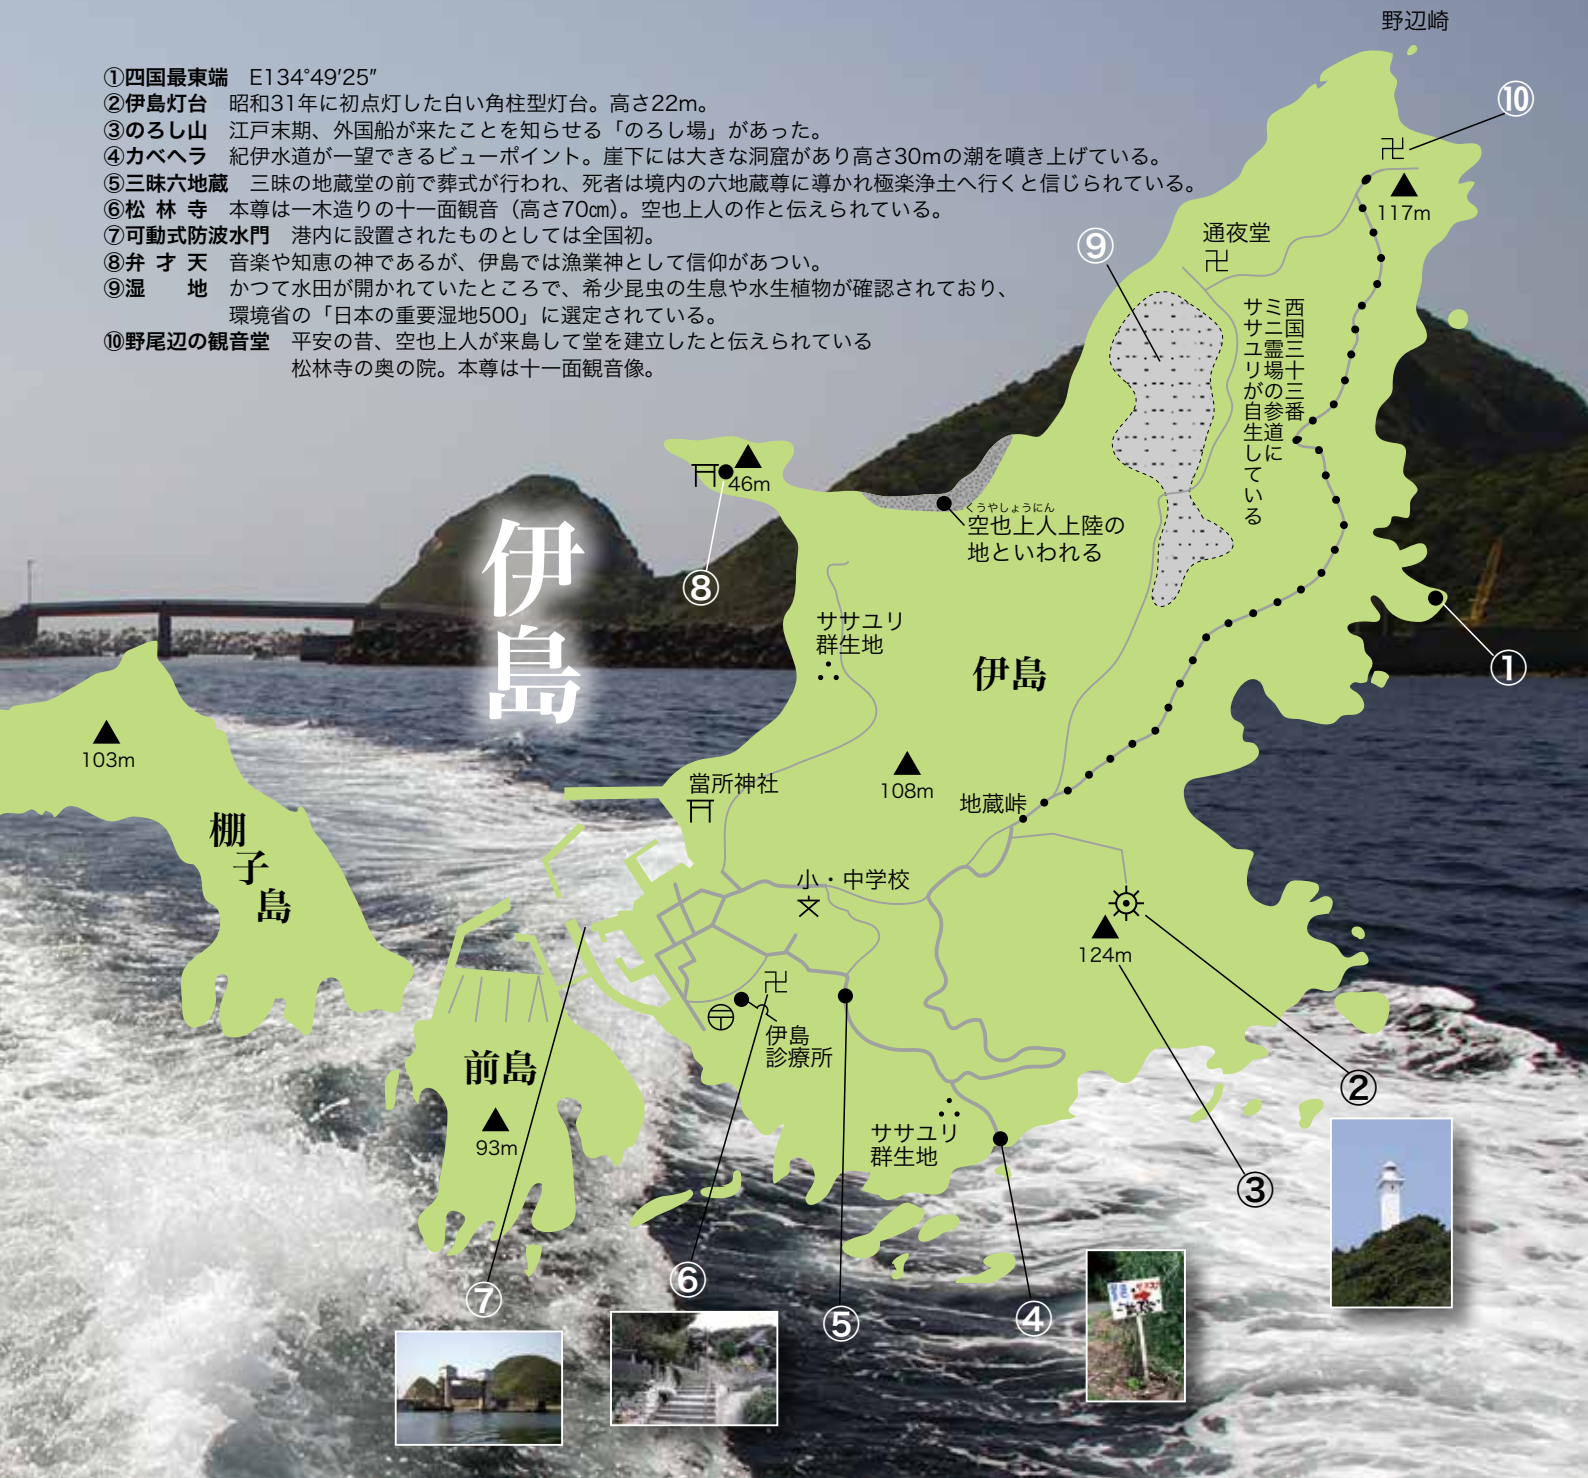 野辺崎
①四国最東端 E134°49′25″
②伊島灯台 昭和31年に初点灯した白い角柱型灯台。高さ22m。
③のろし山 江戸末期、外国船が来たことを知らせる「のろし場」があった。
④カベヘラ 紀伊水道が一望できるビューポイント。崖下には大きな洞窟があり高さ30mの潮を噴き上げている。
⑤三昧六地蔵 三昧の地蔵堂の前で葬式が行われ、死者は境内の六地蔵尊に導かれ極楽浄土へ行くと信じられている。
⑥松 林 寺 本尊は一木造りの十一面観音（高さ70㎝）。空也上人の作と伝えられている。
⑦可動式防波水門 港内に設置されたものとしては全国初。
⑧弁 才 天 音楽や知恵の神であるが、伊島では漁業神として信仰があつい。
⑨湿 地 かつて水田が開かれていたところで、希少昆虫の生息や水生植物が確認されており、
環境省の「日本の重要湿地500」に選定されている。
⑩野尾辺の観音堂 平安の昔、空也上人が来島して堂を建立したと伝えられている
松林寺の奥の院。本尊は十一面観音像。
⑩
卍
117m
通夜堂
卍
⑨
西国三十三番
ミニ霊場の参道に
ササユリが自生している
46m
⑧
くうやしょうにん
空也上人上陸の
地といわれる
伊島
ササユリ
群生地
伊島
①
103m
棚子島
當所神社
108m
地蔵峠
小・中学校
文
124m
卍
伊島
診療所
前島
93m
ササユリ
群生地
②
③
④
⑤
⑥
⑦